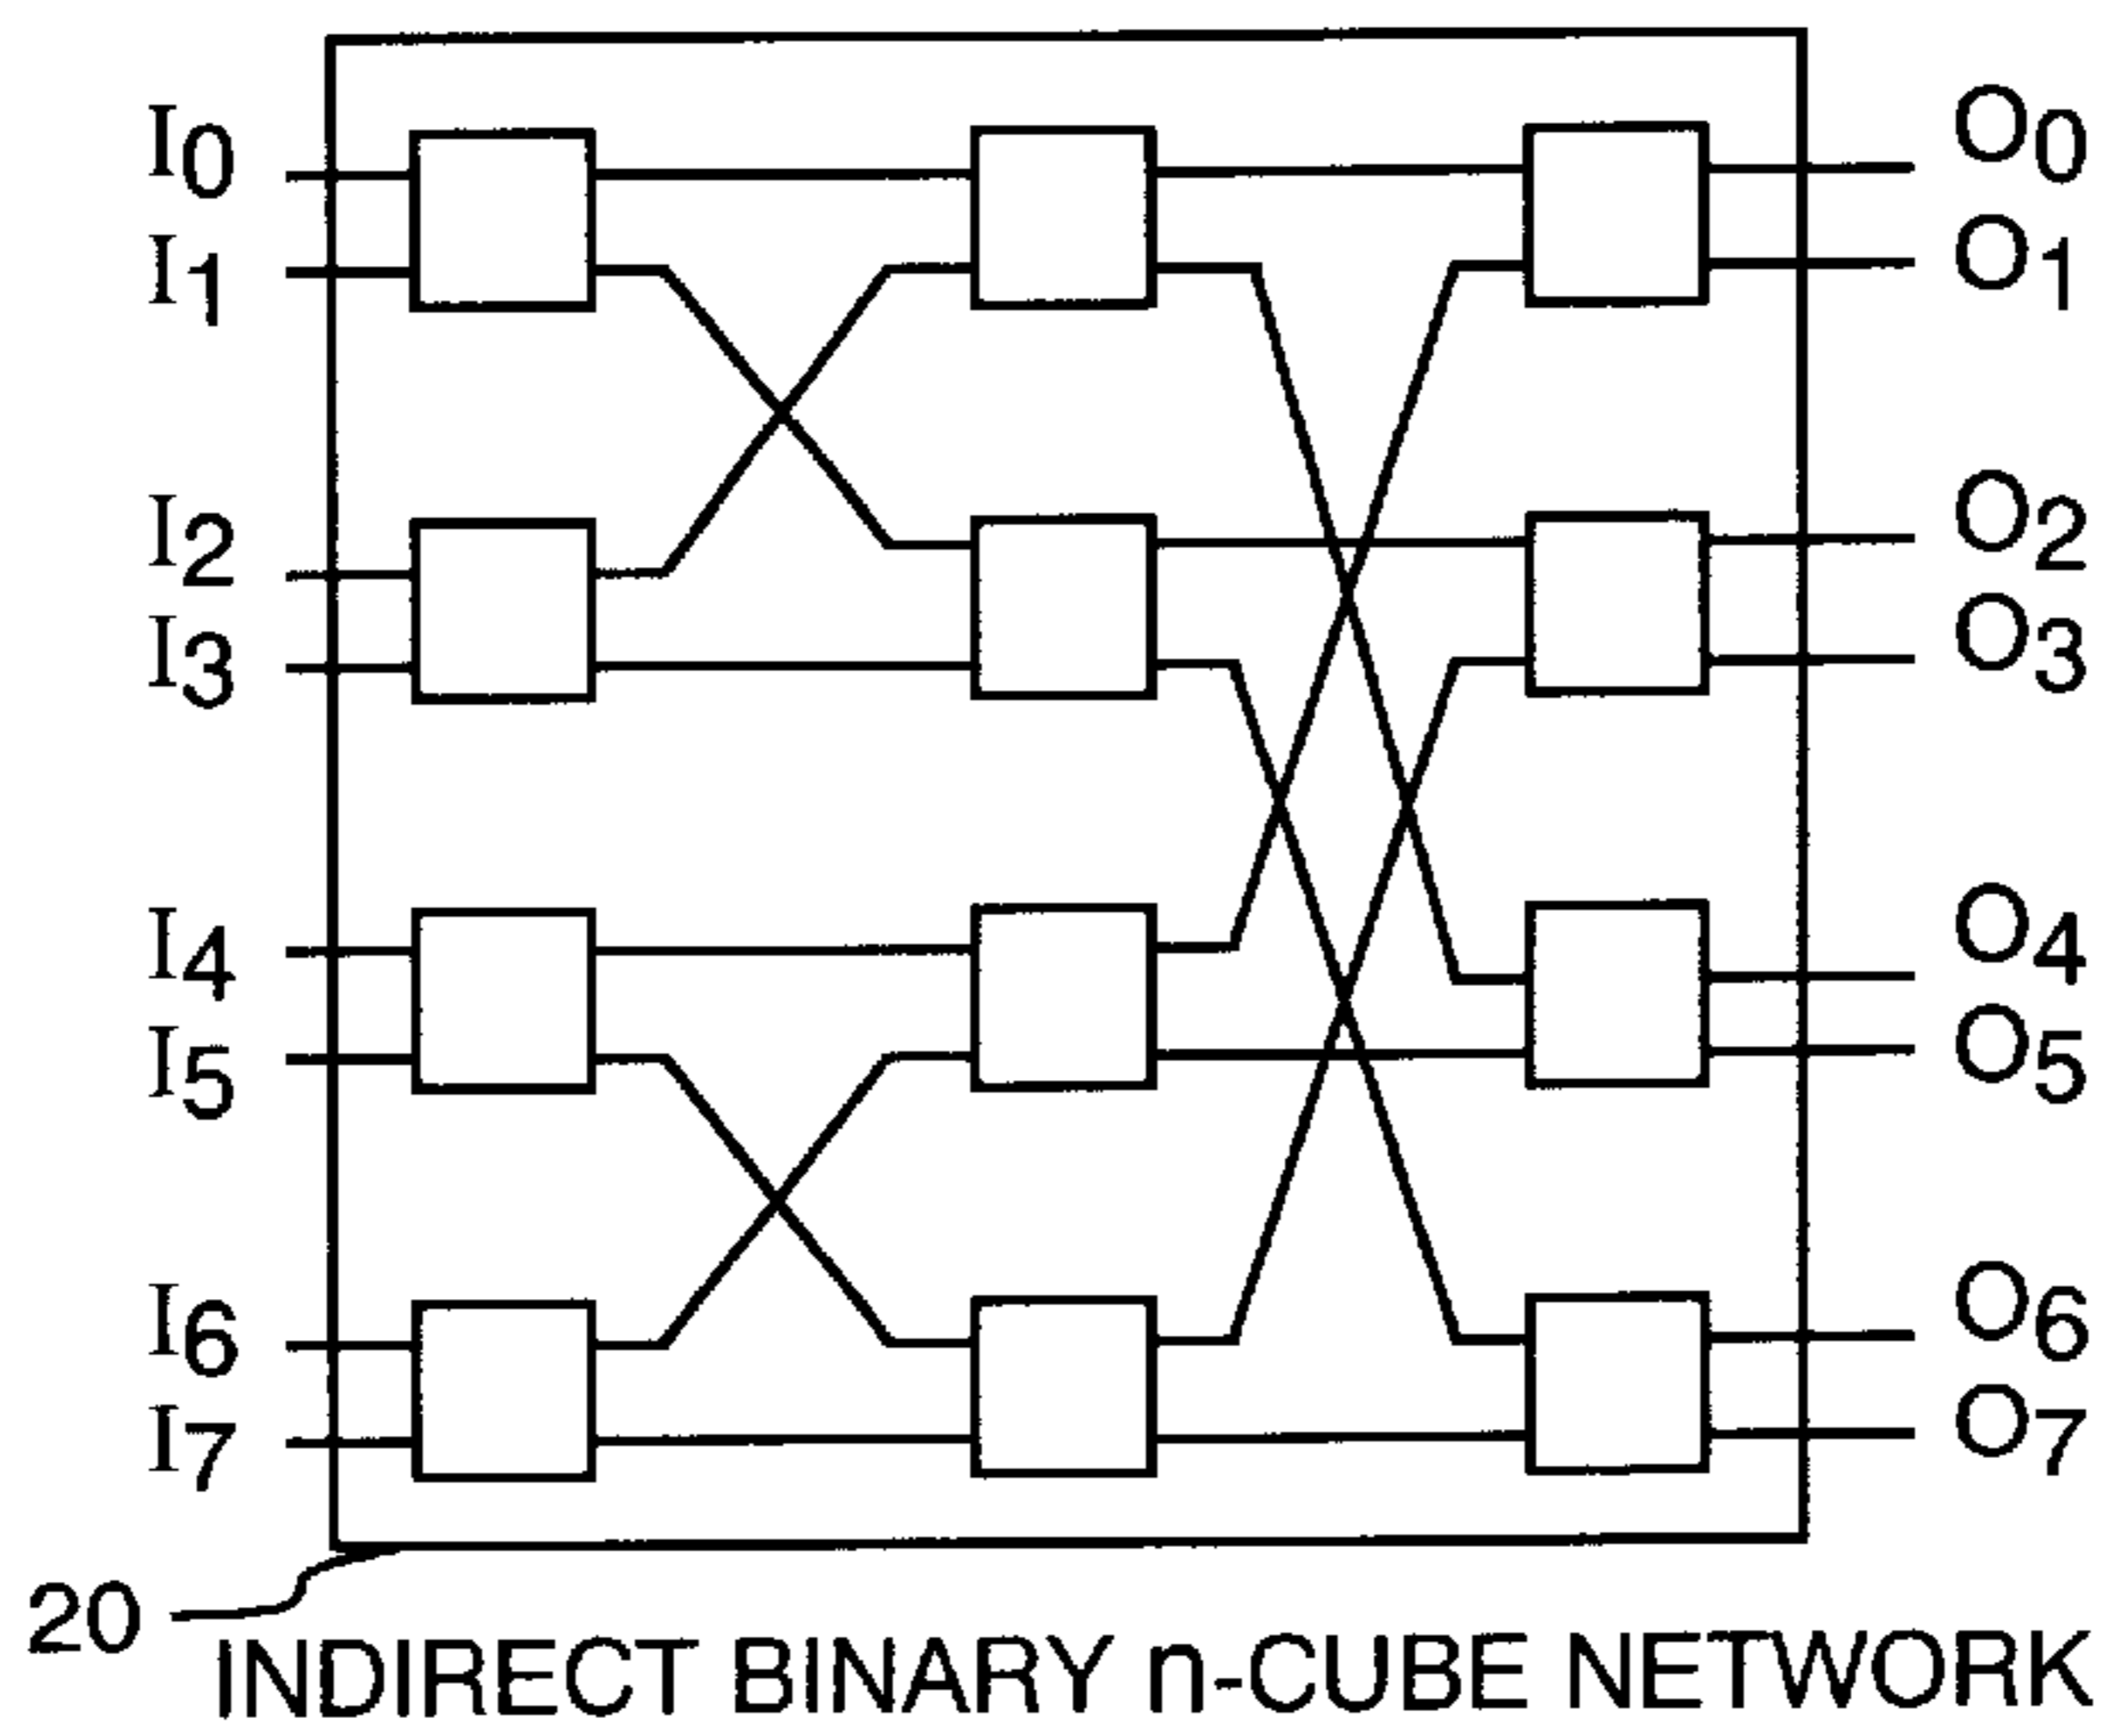 I0
O0
I1
O1
I2
O2
I3
O3
I4
O4
I5
O5
I6
O6
I7
O7
20
INDIRECT BINARY n-CUBE NETWORK